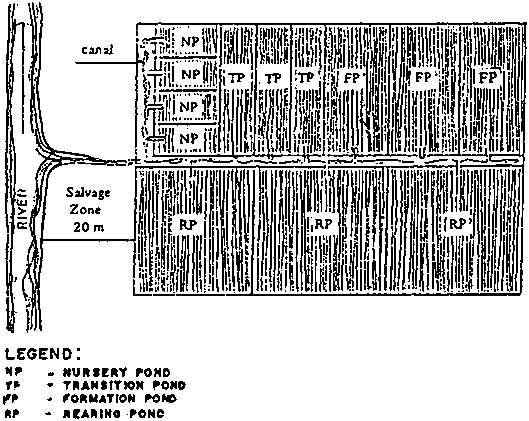 canal
NP
NP
NP
NP
TP TP TP FP FP FP
RIVER
Salvage
Zone
20 m
RP RP RP
LEGEND:
NP - NURSERY POND
TP - TRANSITION POND
FP - FORMATION POND
RP - REARING POND